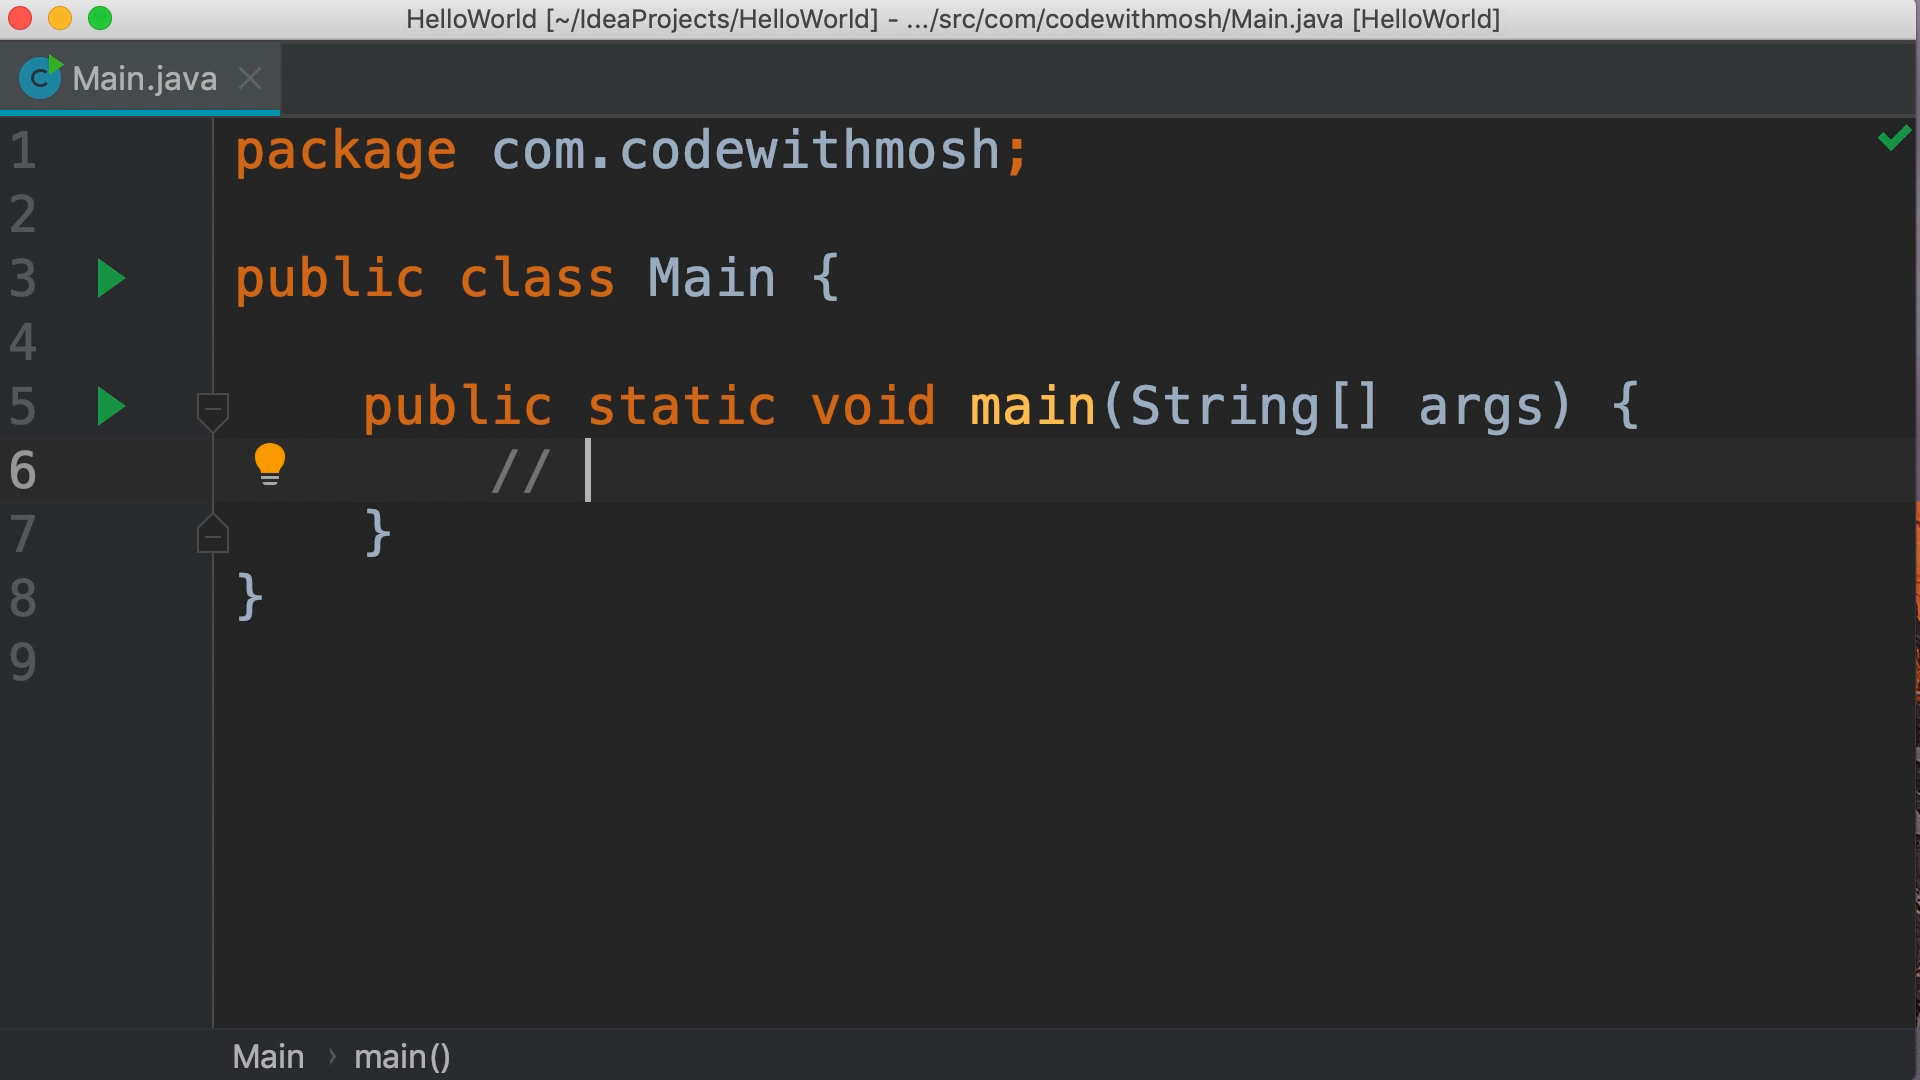 HelloWorld [~/IdeaProjects/HelloWorld] - .../src/com/codewithmosh/Main.java [HelloWorld]
C Main.java
1 package com.codewithmosh;
2
3 public class Main {
4
5     public static void main(String[] args) {
6         //
7     }
8 }
9
Main › main()